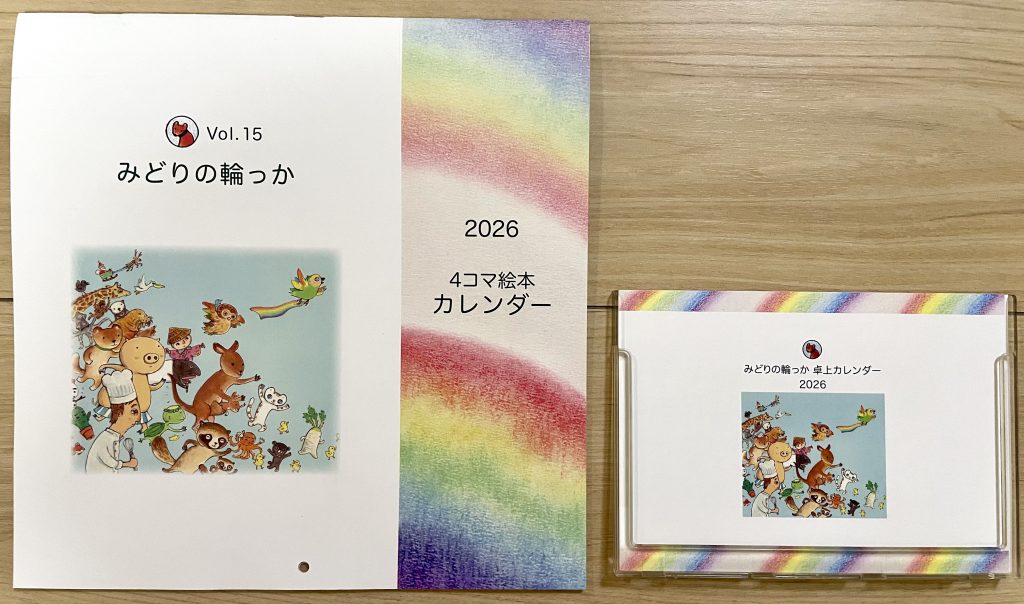 Vol.15
みどりの輪っか
2026
4コマ絵本
カレンダー
みどりの輪っか 卓上カレンダー
2026